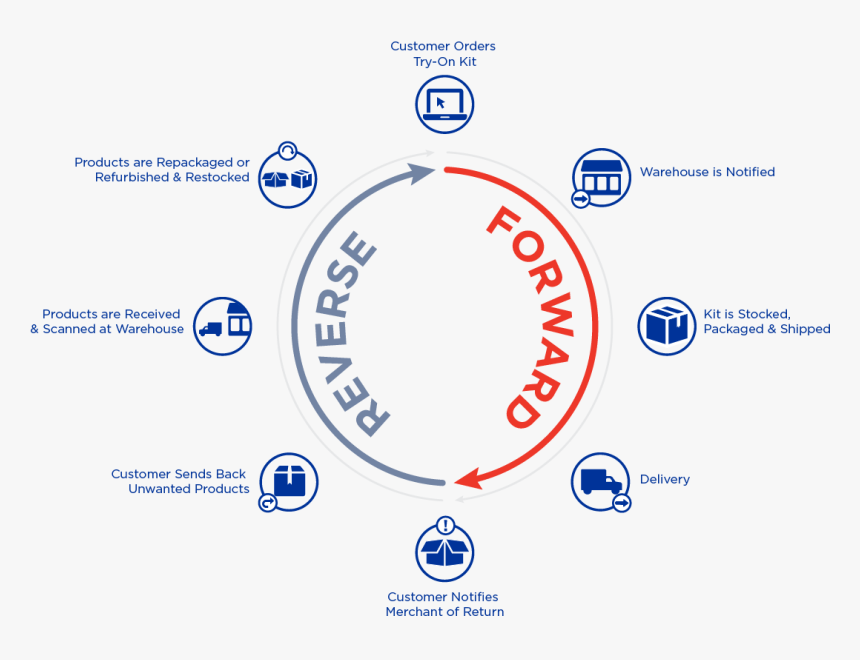 Customer Orders
Try-On Kit
Warehouse is Notified
Kit is Stocked,
Packaged & Shipped
Delivery
Customer Notifies
Merchant of Return
Customer Sends Back
Unwanted Products
Products are Received
& Scanned at Warehouse
Products are Repackaged or
Refurbished & Restocked
FORWARD
REVERSE
!